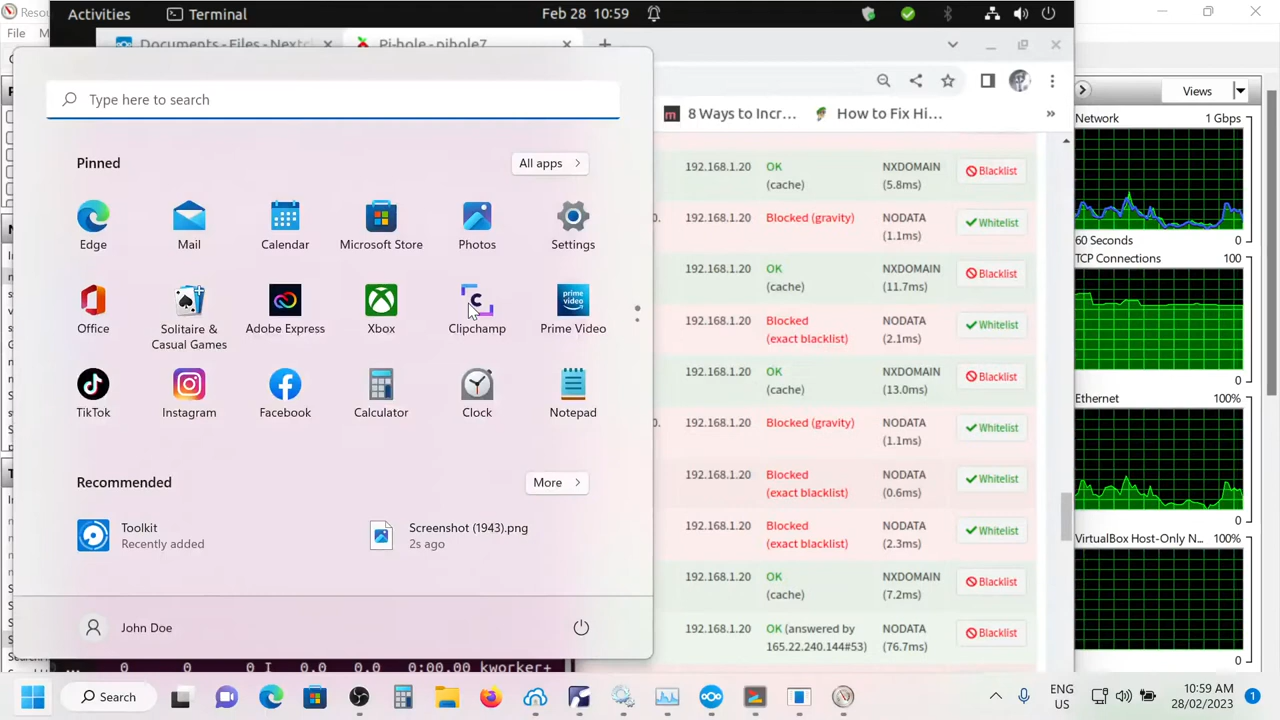 Resou
File
M
Activities
Terminal
Feb 28 10:59
Documents - Files - Nextcl
Pi-hole - pihole7
8 Ways to Incr...
How to Fix Hi...
»
Type here to search
Pinned
All apps
Edge
Mail
Calendar
Microsoft Store
Photos
Settings
Office
Solitaire &
Casual Games
Adobe Express
Xbox
Clipchamp
Prime Video
TikTok
Instagram
Facebook
Calculator
Clock
Notepad
Recommended
More
Toolkit
Recently added
Screenshot (1943).png
2s ago
John Doe
192.168.1.20 OK NXDOMAIN Blacklist
(cache) (5.8ms)
0. 192.168.1.20 Blocked (gravity) NODATA Whitelist
(1.1ms)
192.168.1.20 OK NXDOMAIN Blacklist
(cache) (11.7ms)
192.168.1.20 Blocked NODATA Whitelist
(exact blacklist) (2.1ms)
192.168.1.20 OK NXDOMAIN Blacklist
(cache) (13.0ms)
0. 192.168.1.20 Blocked (gravity) NODATA Whitelist
(1.1ms)
192.168.1.20 Blocked NODATA Whitelist
(exact blacklist) (0.6ms)
192.168.1.20 Blocked NODATA Whitelist
(exact blacklist) (2.3ms)
192.168.1.20 OK NXDOMAIN Blacklist
(cache) (7.2ms)
192.168.1.20 OK (answered by NODATA Blacklist
165.22.240.144#53) (76.7ms)
Views
Network 1 Gbps
60 Seconds 0
TCP Connections 100
0
Ethernet 100%
0
VirtualBox Host-Only N... 100%
0
0 0 I 0.0 0.0 0:00.00 kworker+
Search
ENG
US
10:59 AM
28/02/2023
1